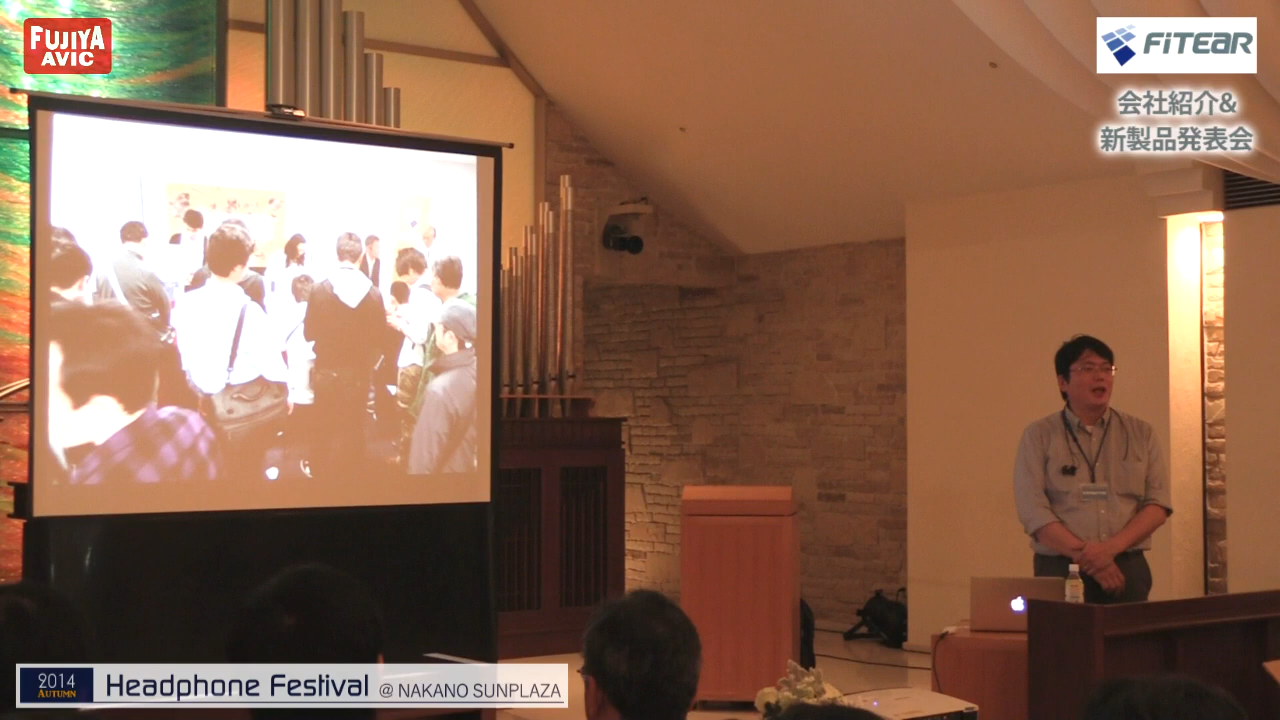 FUJIYA
AVIC
FiTEAR
会社紹介&
新製品発表会
2014
AUTUMN
Headphone Festival @ NAKANO SUNPLAZA